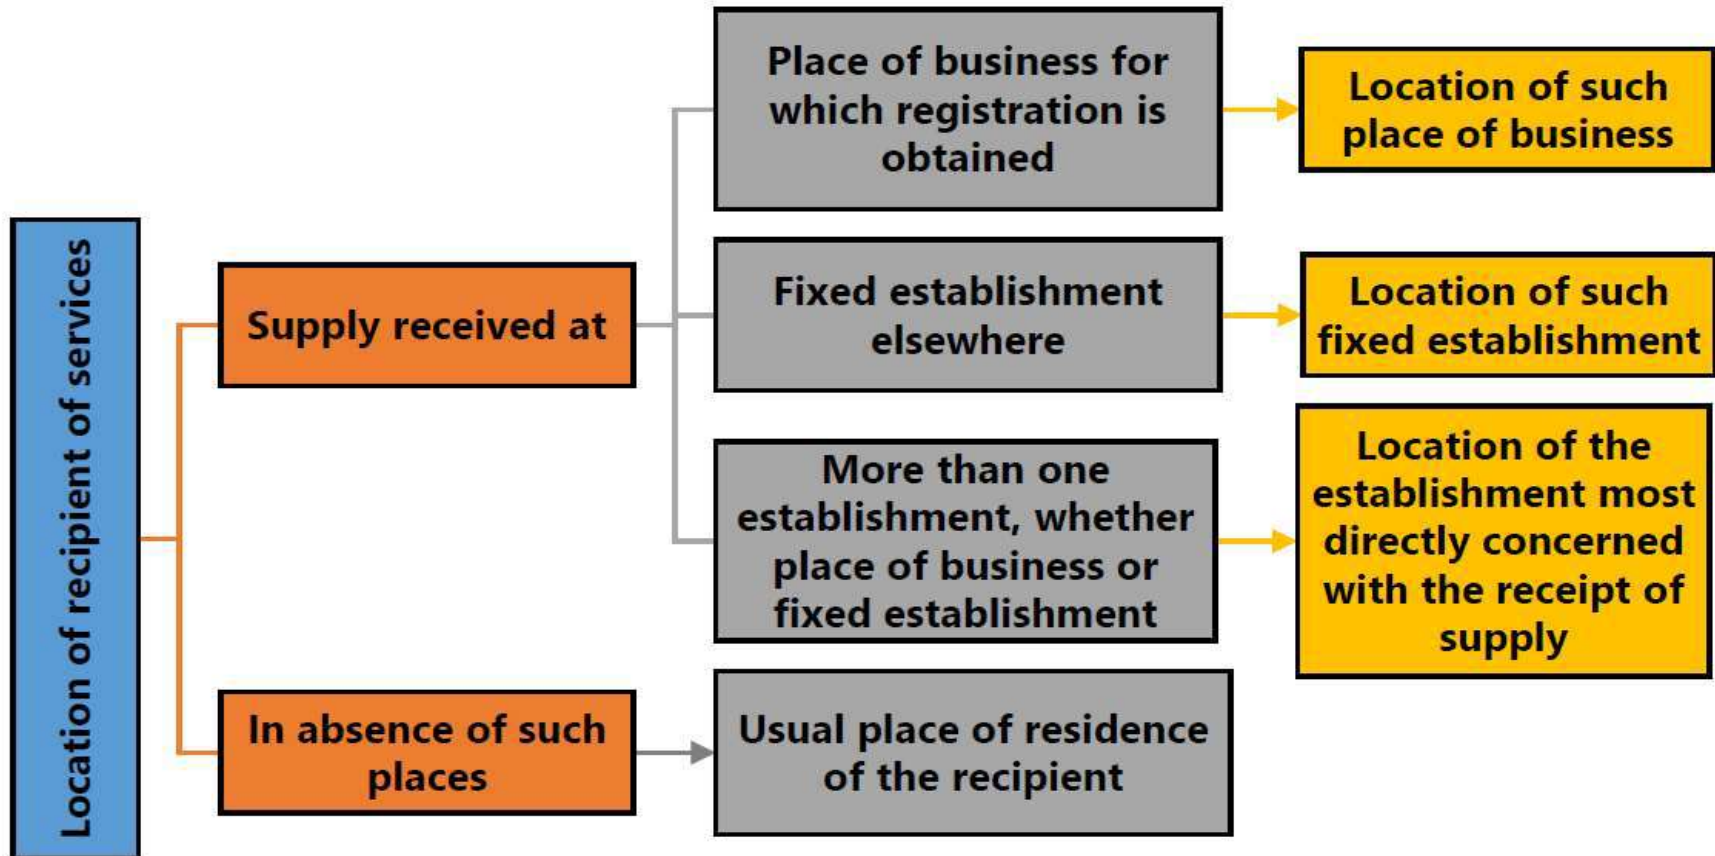 Location of recipient of services
Supply received at
Place of business for
which registration is
obtained
Location of such
place of business
Fixed establishment
elsewhere
Location of such
fixed establishment
More than one
establishment, whether
place of business or
fixed establishment
Location of the
establishment most
directly concerned
with the receipt of
supply
In absence of such
places
Usual place of residence
of the recipient